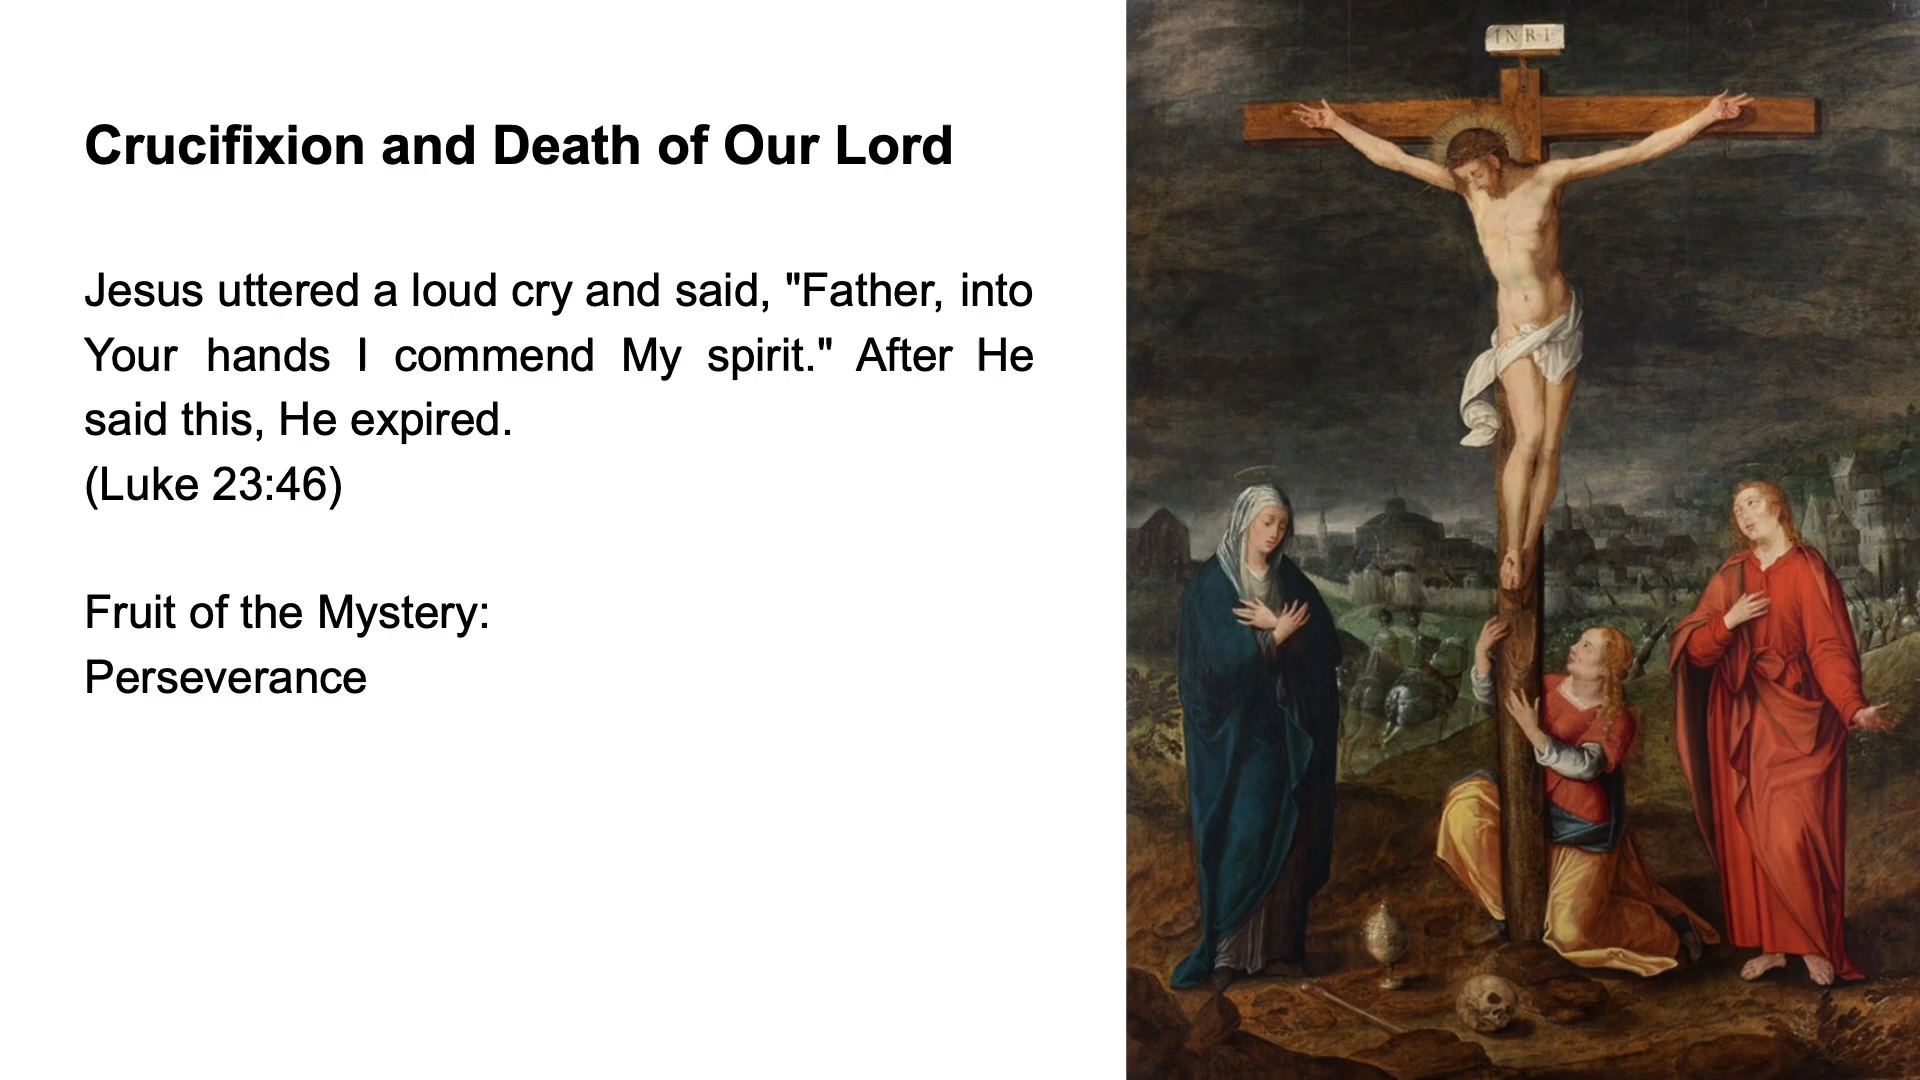 Crucifixion and Death of Our Lord
Jesus uttered a loud cry and said, "Father, into
Your hands I commend My spirit." After He
said this, He expired.
(Luke 23:46)
Fruit of the Mystery:
Perseverance
INRI